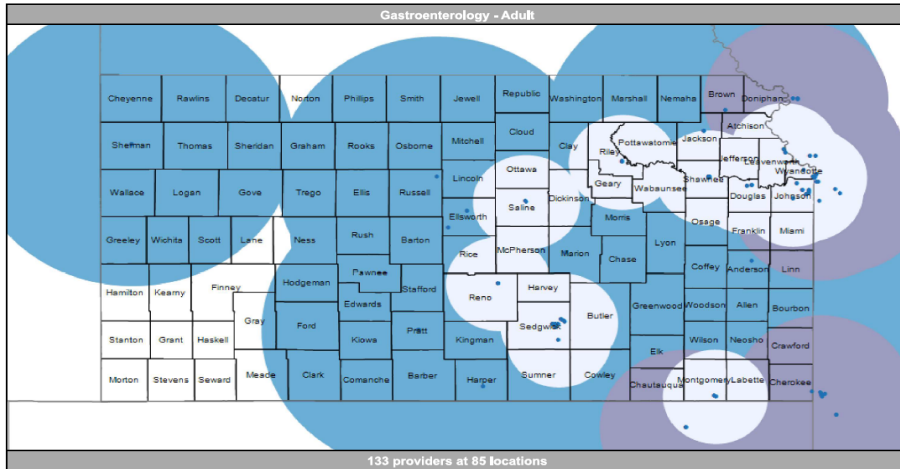 Gastroenterology - Adult
Cheyenne Rawlins Decatur Norton Phillips Smith Jewell Republic Washington Marshall Nemaha Brown Doniphan
Sherman Thomas Sheridan Graham Rooks Osborne Mitchell Cloud Clay Riley Pottawatomie Jackson Atchison
Jefferson Leavenworth Wyandotte
Wallace Logan Gove Trego Ellis Russell Lincoln Ottawa Geary Wabaunsee Shawnee Douglas Johnson
Saline Dickinson
Ellsworth Morris Osage Franklin Miami
Greeley Wichita Scott Lane Ness Rush Barton Rice McPherson Marion Chase Lyon Coffey Anderson Linn
Hamilton Kearny Finney Hodgeman Pawnee Stafford Reno Harvey
Edwards Greenwood Woodson Allen Bourbon
Gray Ford Sedgwick Butler
Stanton Grant Haskell Kiowa Pratt Kingman Elk Wilson Neosho Crawford
Morton Stevens Seward Meade Clark Comanche Barber Harper Sumner Cowley Chautauqua Montgomery Labette Cherokee
133 providers at 85 locations